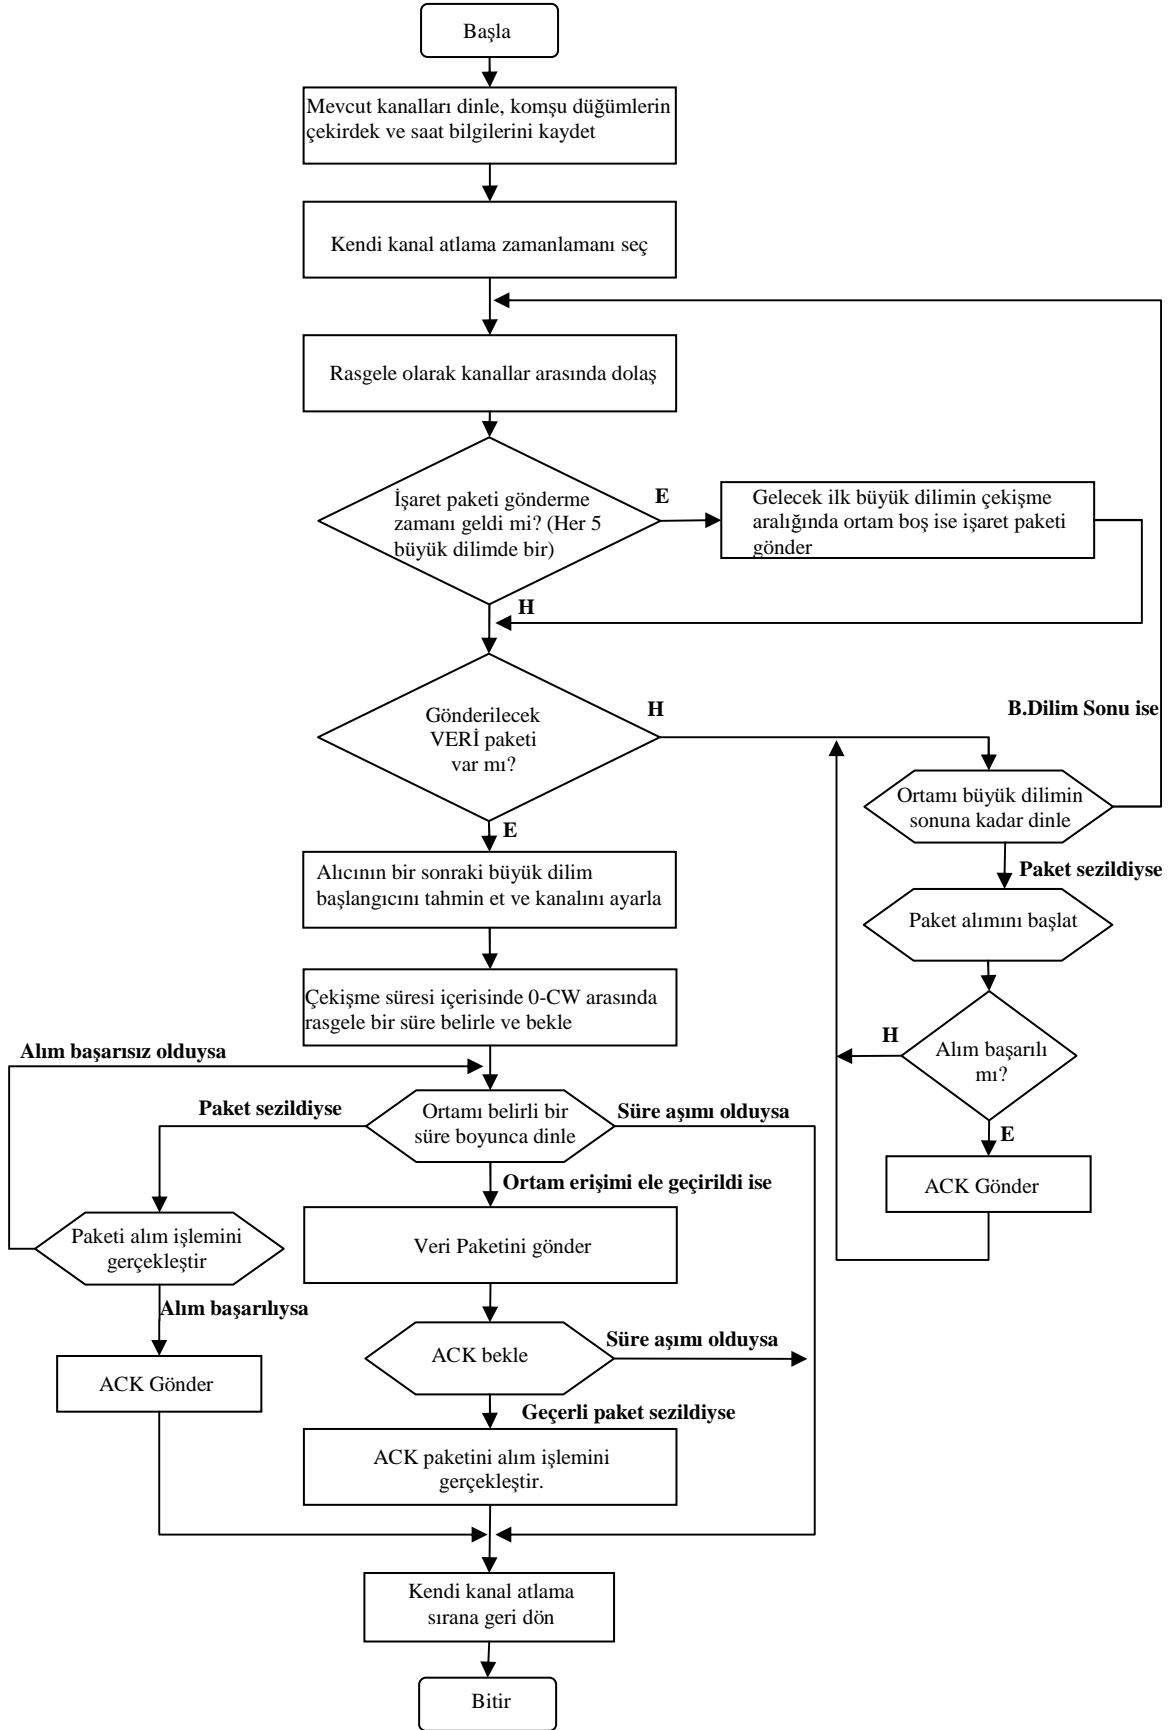 Başla
Mevcut kanalları dinle, komşu düğümlerin
çekirdek ve saat bilgilerini kaydet
Kendi kanal atlama zamanlamanı seç
Rasgele olarak kanallar arasında dolaş
İşaret paketi gönderme
zamanı geldi mi? (Her 5
büyük dilimde bir)
E
Gelecek ilk büyük dilimin çekişme
aralığında ortam boş ise işaret paketi
gönder
H
Gönderilecek
VERİ paketi
var mı?
H
B.Dilim Sonu ise
Ortamı büyük dilimin
sonuna kadar dinle
E
Paket sezildiyse
Alıcının bir sonraki büyük dilim
başlangıcını tahmin et ve kanalını ayarla
Paket alımını başlat
Çekişme süresi içerisinde 0-CW arasında
rasgele bir süre belirle ve bekle
H
Alım başarılı
mı?
E
ACK Gönder
Alım başarısız olduysa
Paket sezildiyse
Ortamı belirli bir
süre boyunca dinle
Süre aşımı olduysa
Ortam erişimi ele geçirildi ise
Paketi alım işlemini
gerçekleştir
Veri Paketini gönder
Alım başarılıysa
ACK bekle
Süre aşımı olduysa
ACK Gönder
Geçerli paket sezildiyse
ACK paketini alım işlemini
gerçekleştir.
Kendi kanal atlama
sırana geri dön
Bitir